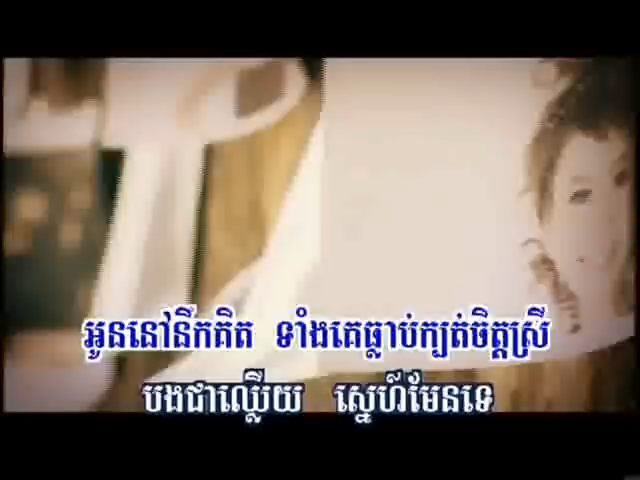 អូននៅនឹកគិត ទាំងគេធ្លាប់ក្បត់ចិត្តស្រី
បងជាឈ្លើយ ស្នេហ៍មែនទេ